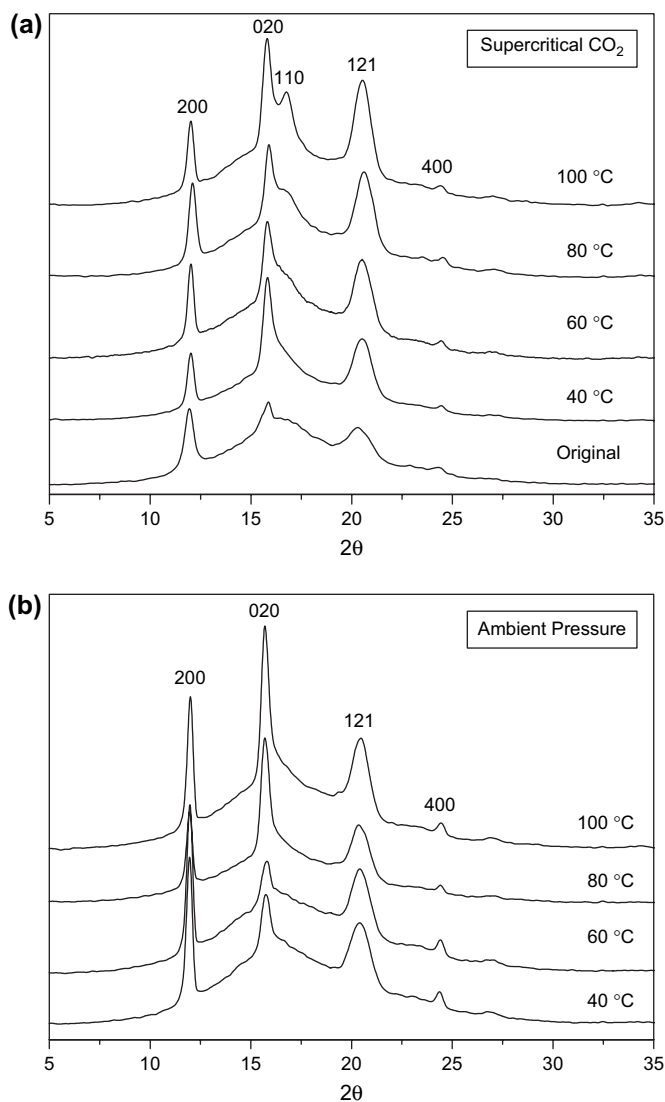 (a)
Supercritical CO₂
020
110
121
200
400
100 °C
80 °C
60 °C
40 °C
Original
5 10 15 20 25 30 35
2θ
(b)
Ambient Pressure
020
200
121
400
100 °C
80 °C
60 °C
40 °C
5 10 15 20 25 30 35
2θ